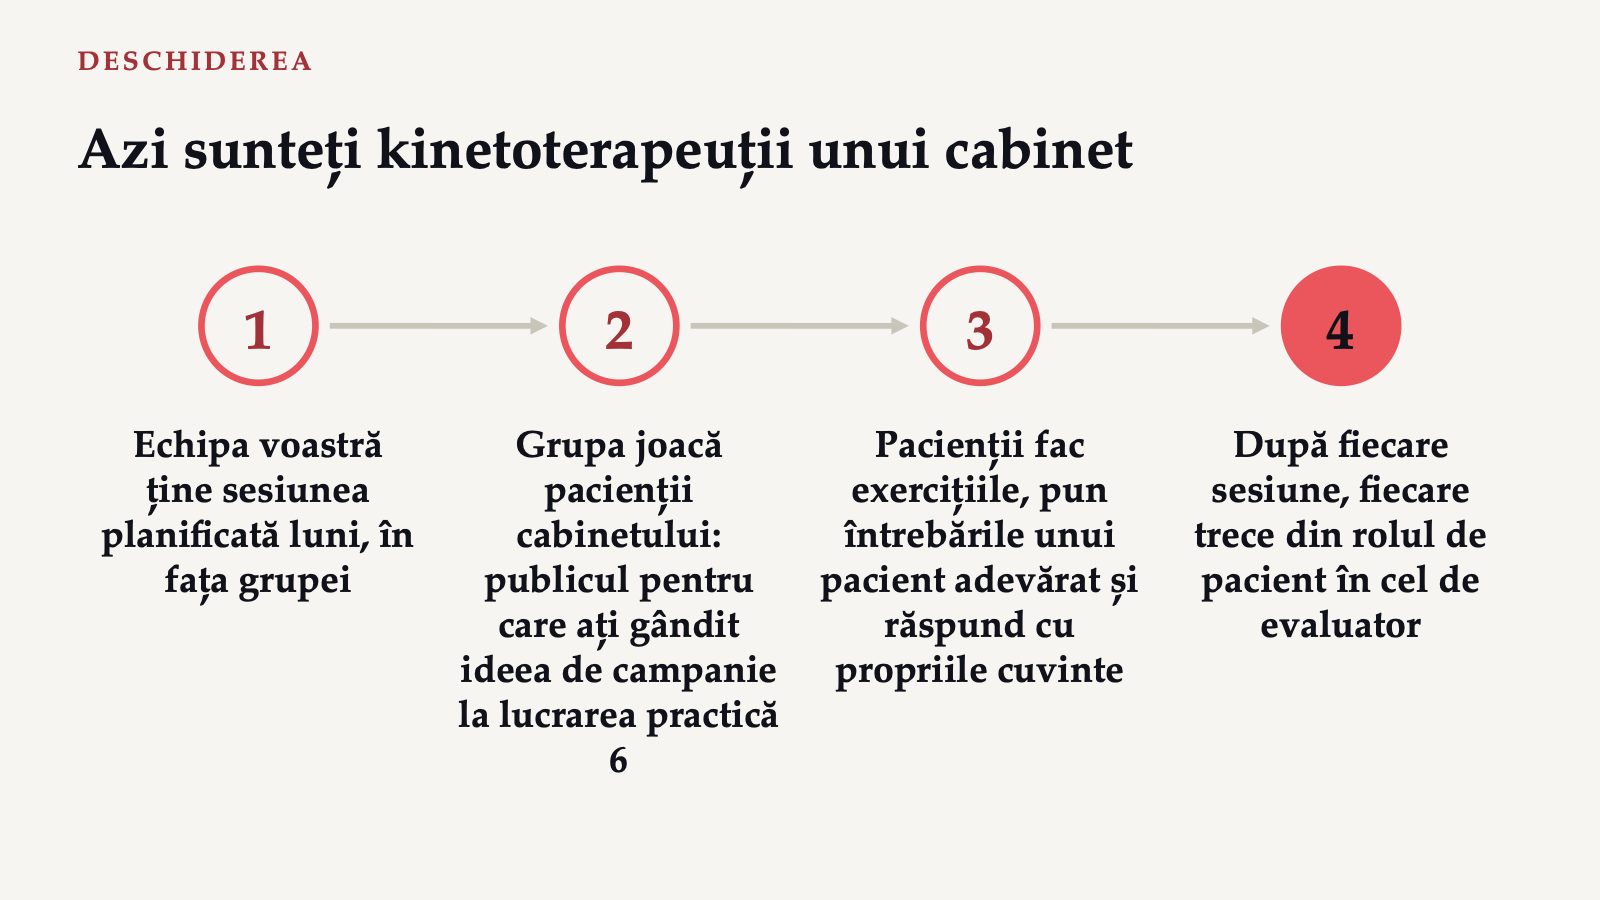 DESCHIDEREA
Azi sunteți kinetoterapeuții unui cabinet
1
Echipa voastră
ține sesiunea
planificată luni, în
fața grupei
2
Grupa joacă
pacienții
cabinetului:
publicul pentru
care ați gândit
ideea de campanie
la lucrarea practică
6
3
Pacienții fac
exercițiile, pun
întrebările unui
pacient adevărat și
răspund cu
propriile cuvinte
4
După fiecare
sesiune, fiecare
trece din rolul de
pacient în cel de
evaluator